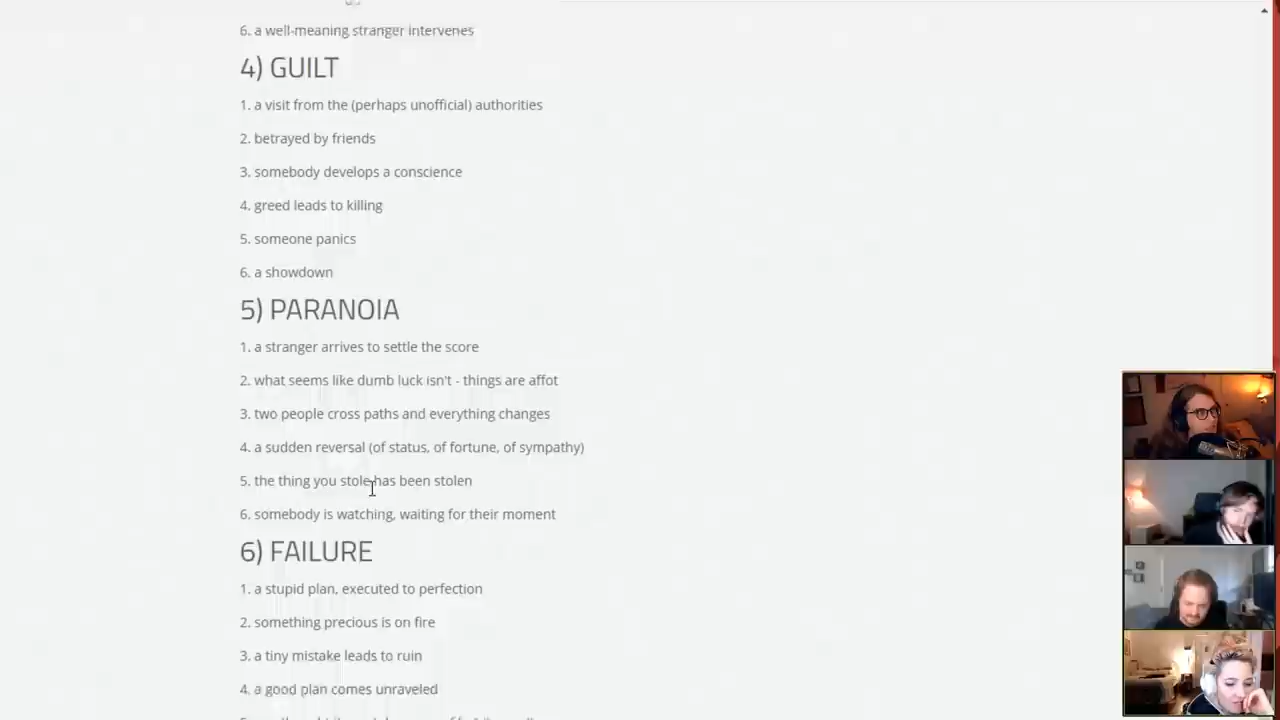 6. a well-meaning stranger intervenes
4) GUILT
1. a visit from the (perhaps unofficial) authorities
2. betrayed by friends
3. somebody develops a conscience
4. greed leads to killing
5. someone panics
6. a showdown
5) PARANOIA
1. a stranger arrives to settle the score
2. what seems like dumb luck isn't - things are affot
3. two people cross paths and everything changes
4. a sudden reversal (of status, of fortune, of sympathy)
5. the thing you stole has been stolen
6. somebody is watching, waiting for their moment
6) FAILURE
1. a stupid plan, executed to perfection
2. something precious is on fire
3. a tiny mistake leads to ruin
4. a good plan comes unraveled